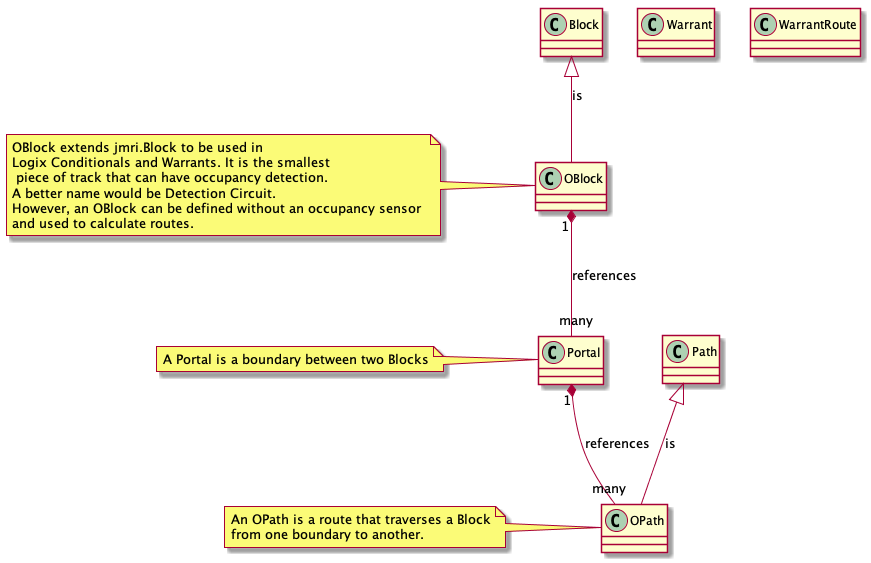 C Block
C Warrant
C WarrantRoute
is
OBlock extends jmri.Block to be used in
Logix Conditionals and Warrants. It is the smallest
piece of track that can have occupancy detection.
A better name would be Detection Circuit.
However, an OBlock can be defined without an occupancy sensor
and used to calculate routes.
C OBlock
1
references
many
A Portal is a boundary between two Blocks
C Portal
C Path
1
references
is
many
An OPath is a route that traverses a Block
from one boundary to another.
C OPath